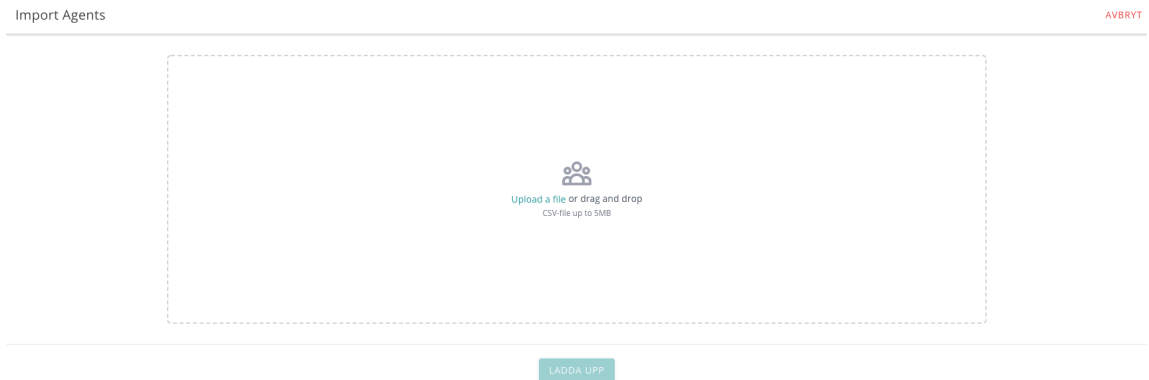 Import Agents
AVBRYT
Upload a file or drag and drop
CSV-file up to 5MB
LADDA UPP